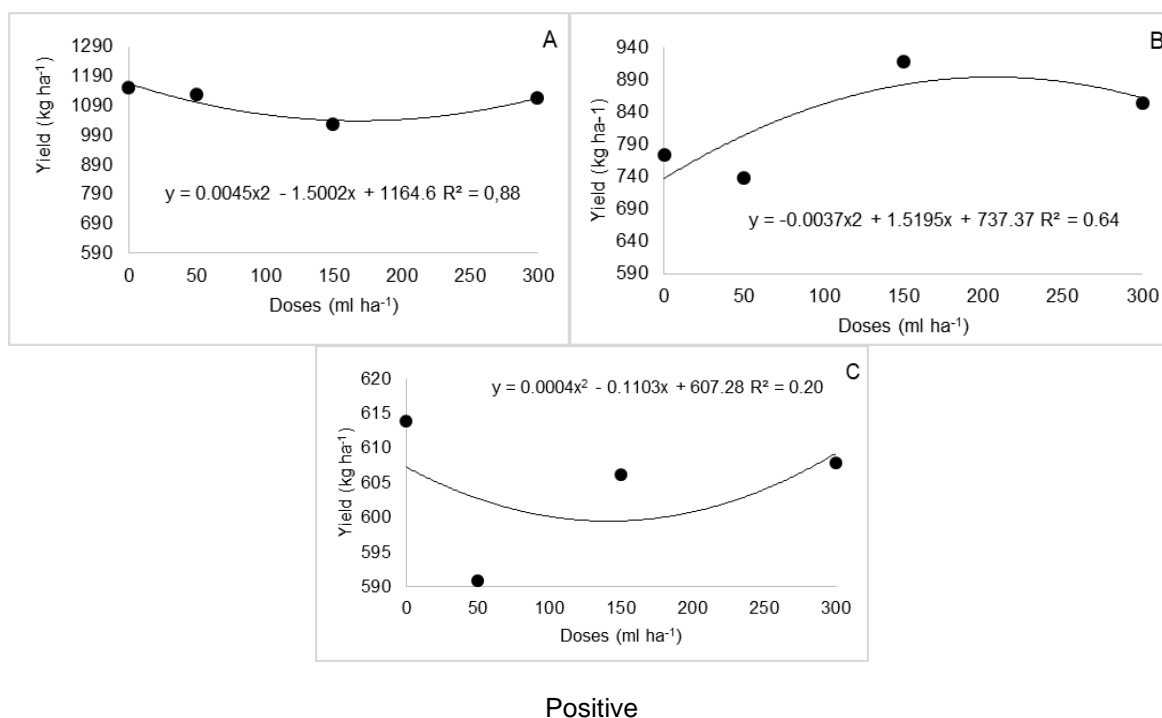 A
Yield (kg ha-1)
1290
1190
1090
990
890
790
690
590
y = 0.0045x2 - 1.5002x + 1164.6 R² = 0,88
0 50 100 150 200 250 300
Doses (ml ha-1)
B
Yield (kg ha-1)
940
890
840
790
740
690
640
590
y = -0.0037x2 + 1.5195x + 737.37 R² = 0.64
0 50 100 150 200 250 300
Doses (ml ha-1)
C
y = 0.0004x² - 0.1103x + 607.28 R² = 0.20
Yield (kg ha-1)
620
615
610
605
600
595
590
0 50 100 150 200 250 300
Doses (ml ha-1)
Positive